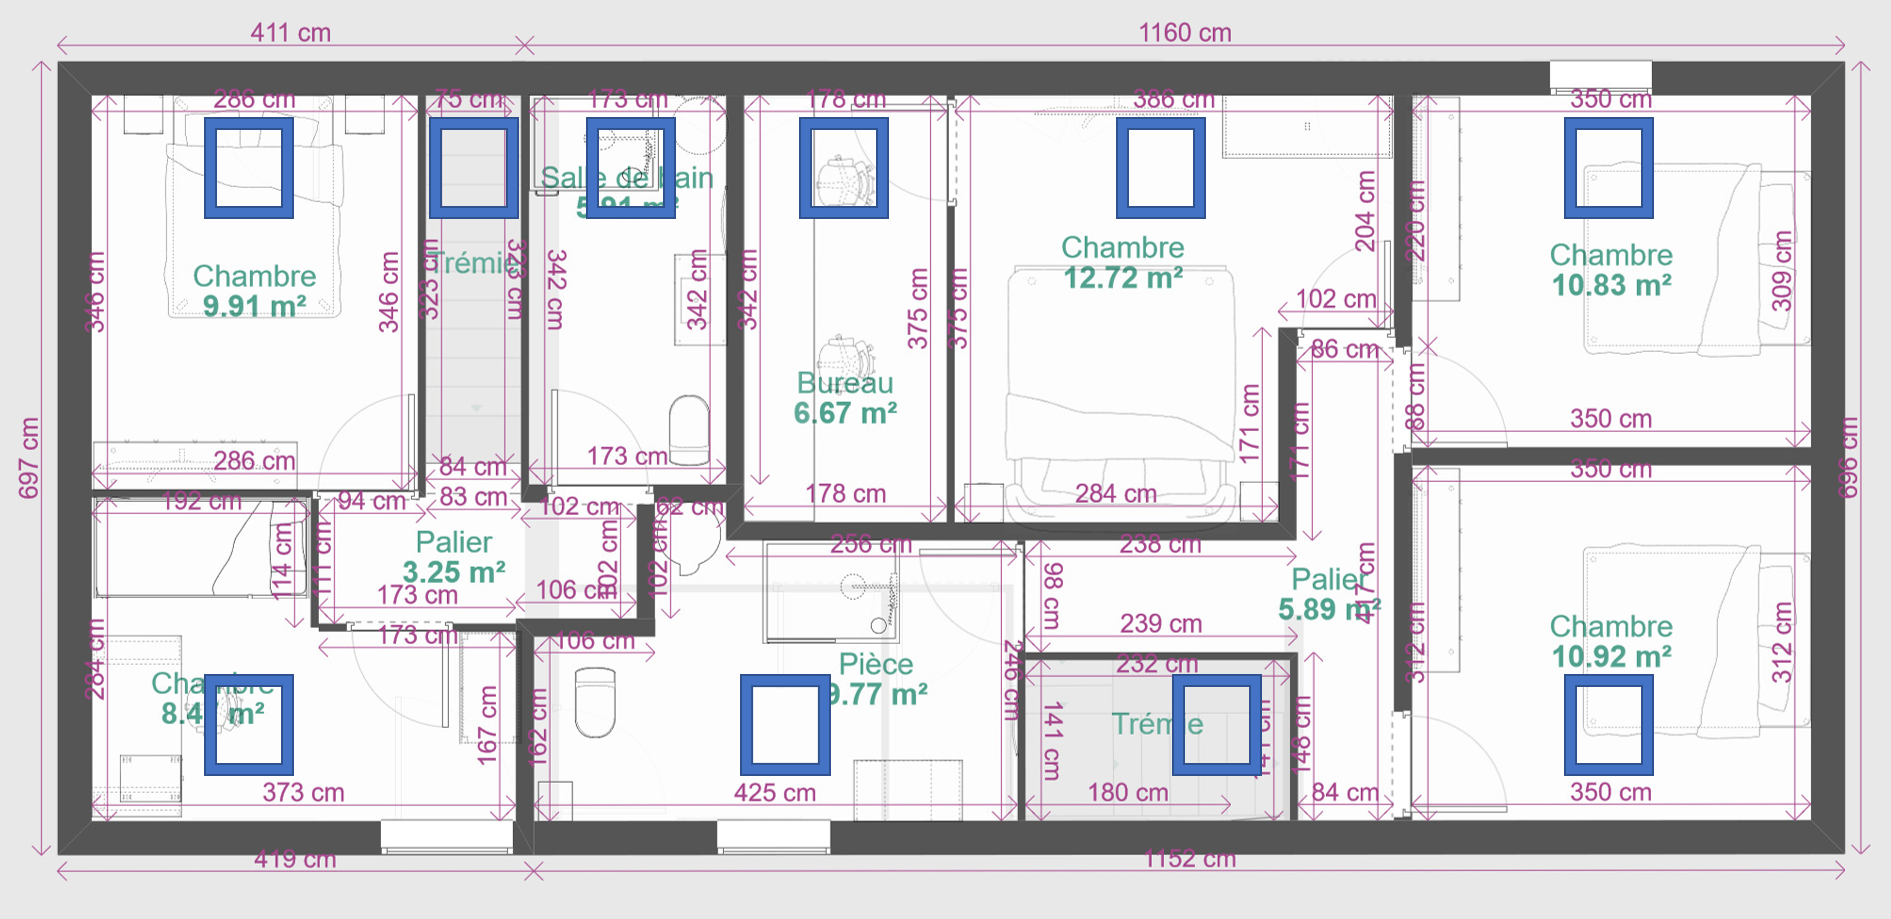 411 cm
1160 cm
286 cm
75 cm
173 cm
178 cm
386 cm
350 cm
Salle de bain
5.91 m²
204 cm
220 cm
Chambre
12.72 m²
Chambre
10.83 m²
309 cm
Chambre
9.91 m²
346 cm
346 cm
323 cm
Trémie
323 cm
342 cm
342 cm
342 cm
375 cm
375 cm
102 cm
86 cm
Bureau
6.67 m²
88 cm
171 cm
171 cm
350 cm
697 cm
696 cm
286 cm
84 cm
173 cm
350 cm
192 cm
94 cm
83 cm
102 cm
62 cm
178 cm
284 cm
Palier
3.25 m²
114 cm
111 cm
102 cm
102 cm
256 cm
238 cm
98 cm
Palier
5.89 m²
417 cm
173 cm
106 cm
173 cm
106 cm
239 cm
232 cm
284 cm
Chambre
8.4 m²
Pièce
9.77 m²
246 cm
Trémie
312 cm
Chambre
10.92 m²
312 cm
167 cm
162 cm
141 cm
141 cm
148 cm
373 cm
425 cm
180 cm
84 cm
350 cm
419 cm
1152 cm